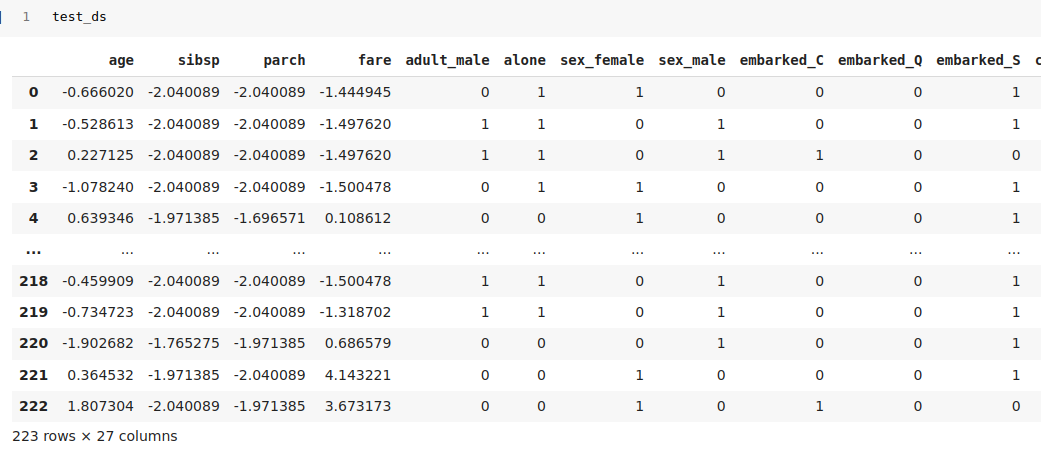 1 test_ds
age sibsp parch fare adult_male alone sex_female sex_male embarked_C embarked_Q embarked_S c
0 -0.666020 -2.040089 -2.040089 -1.444945 0 1 1 0 0 0 1
1 -0.528613 -2.040089 -2.040089 -1.497620 1 1 0 1 0 0 1
2 0.227125 -2.040089 -2.040089 -1.497620 1 1 0 1 1 0 0
3 -1.078240 -2.040089 -2.040089 -1.500478 0 1 1 0 0 0 1
4 0.639346 -1.971385 -1.696571 0.108612 0 0 1 0 0 0 1
... ... ... ... ... ... ... ... ... ... ... ...
218 -0.459909 -2.040089 -2.040089 -1.500478 1 1 0 1 0 0 1
219 -0.734723 -2.040089 -2.040089 -1.318702 1 1 0 1 0 0 1
220 -1.902682 -1.765275 -1.971385 0.686579 0 0 0 1 0 0 1
221 0.364532 -1.971385 -2.040089 4.143221 0 0 1 0 0 0 1
222 1.807304 -2.040089 -1.971385 3.673173 0 0 1 0 1 0 0
223 rows × 27 columns